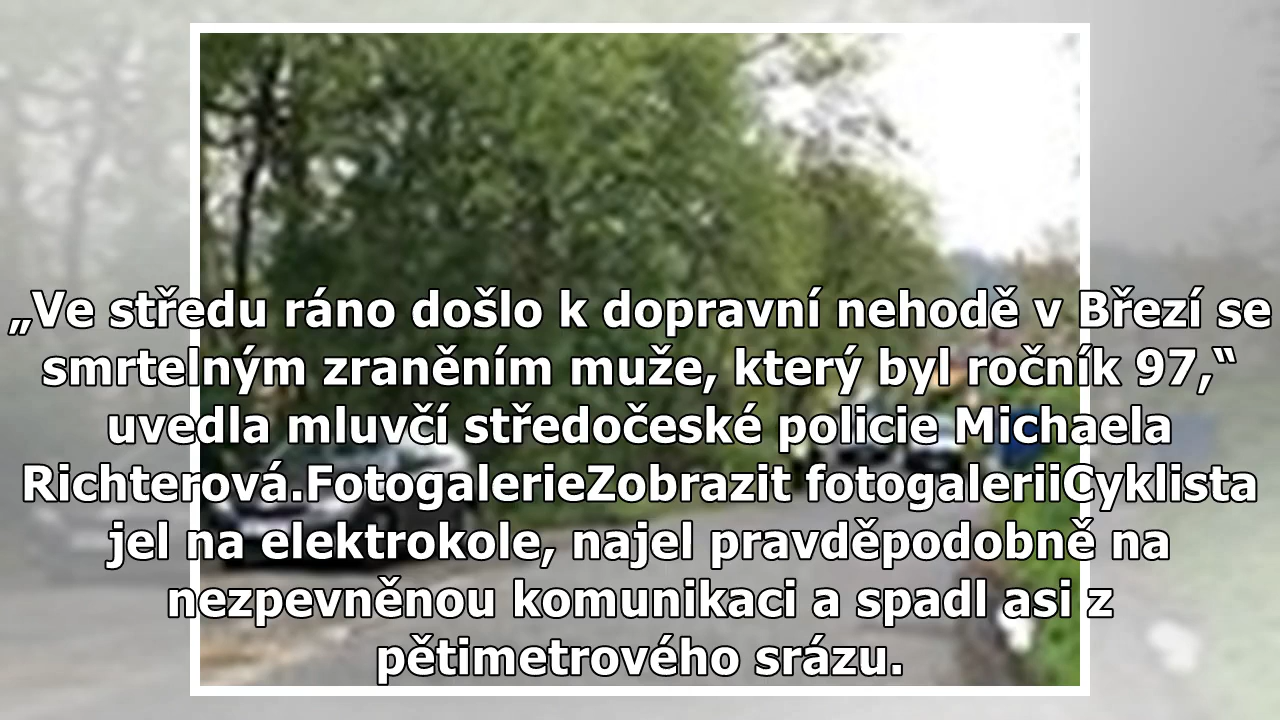 „Ve středu ráno došlo k dopravní nehodě v Březí se
smrtelným zraněním muže, který byl ročník 97,“
uvedla mluvčí středočeské policie Michaela
Richterová.FotogalerieZobrazit fotogaleriiCyklista
jel na elektrokole, najel pravděpodobně na
nezpevněnou komunikaci a spadl asi z
pětimetrového srázu.